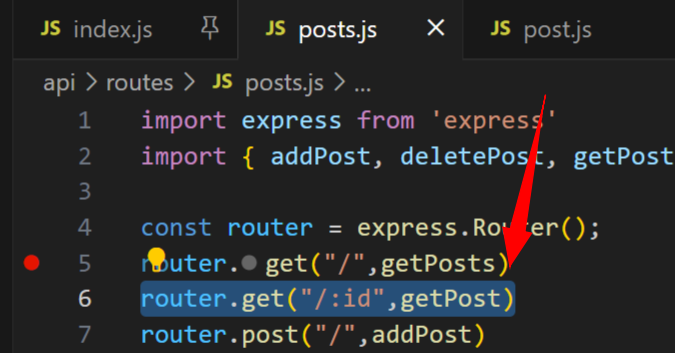 JS index.js JS posts.js × JS post.js
api > routes > JS posts.js > ...
1 import express from 'express'
2 import { addPost, deletePost, getPost
3
4 const router = express.Router();
5 router. get("/",getPosts)
6 router.get("/:id",getPost)
7 router.post("/",addPost)